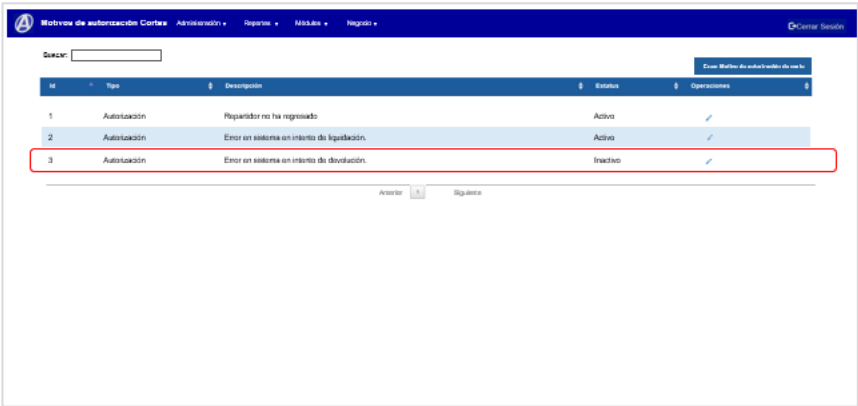 Motivos de autorización Cortes Administración Reportes Módulos Negocio Cerrar Sesión
Buscar:
Crear Motivo de autorización de corte
Id Tipo Descripción Estatus Operaciones
1 Autorización Repartidor no ha regresado Activo
2 Autorización Error en sistema en intento de liquidación. Activo
3 Autorización Error en sistema en intento de devolución. Inactivo
Anterior 1 Siguiente